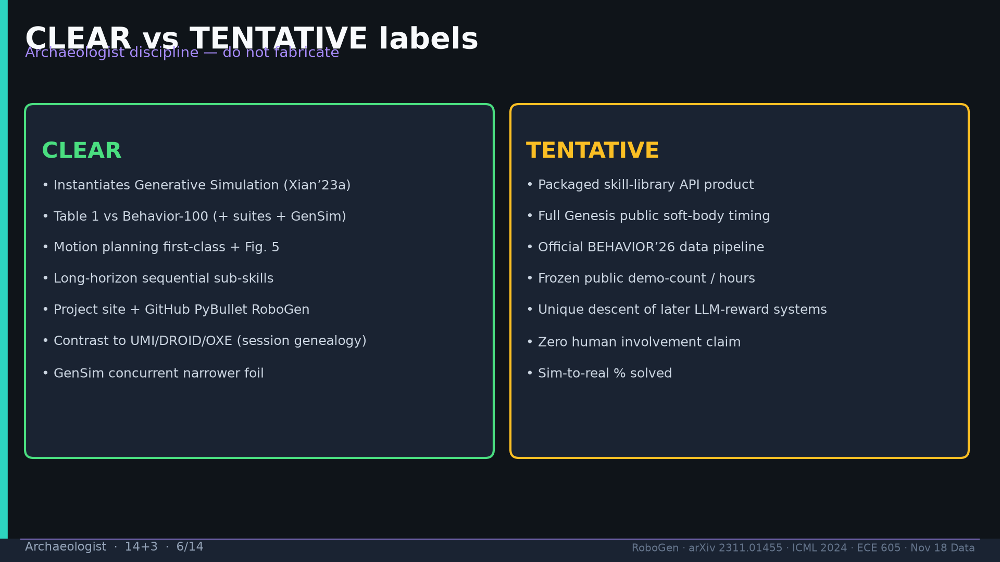 CLEAR vs TENTATIVE labels
Archaeologist discipline — do not fabricate
CLEAR
• Instantiates Generative Simulation (Xian’23a)
• Table 1 vs Behavior-100 (+ suites + GenSim)
• Motion planning first-class + Fig. 5
• Long-horizon sequential sub-skills
• Project site + GitHub PyBullet RoboGen
• Contrast to UMI/DROID/OXE (session genealogy)
• GenSim concurrent narrower foil
TENTATIVE
• Packaged skill-library API product
• Full Genesis public soft-body timing
• Official BEHAVIOR’26 data pipeline
• Frozen public demo-count / hours
• Unique descent of later LLM-reward systems
• Zero human involvement claim
• Sim-to-real % solved
Archaeologist · 14+3 · 6/14
RoboGen · arXiv 2311.01455 · ICML 2024 · ECE 605 · Nov 18 Data